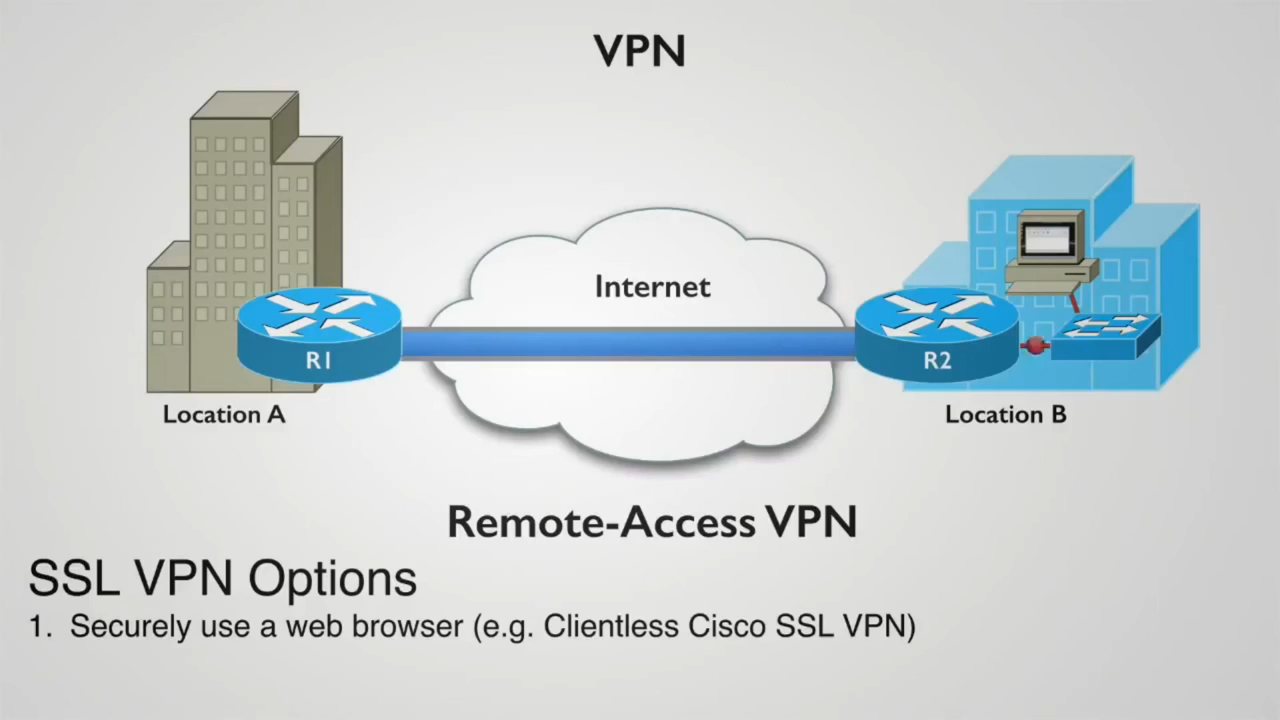 VPN
Internet
R1
R2
Location A
Location B
Remote-Access VPN
SSL VPN Options
1. Securely use a web browser (e.g. Clientless Cisco SSL VPN)